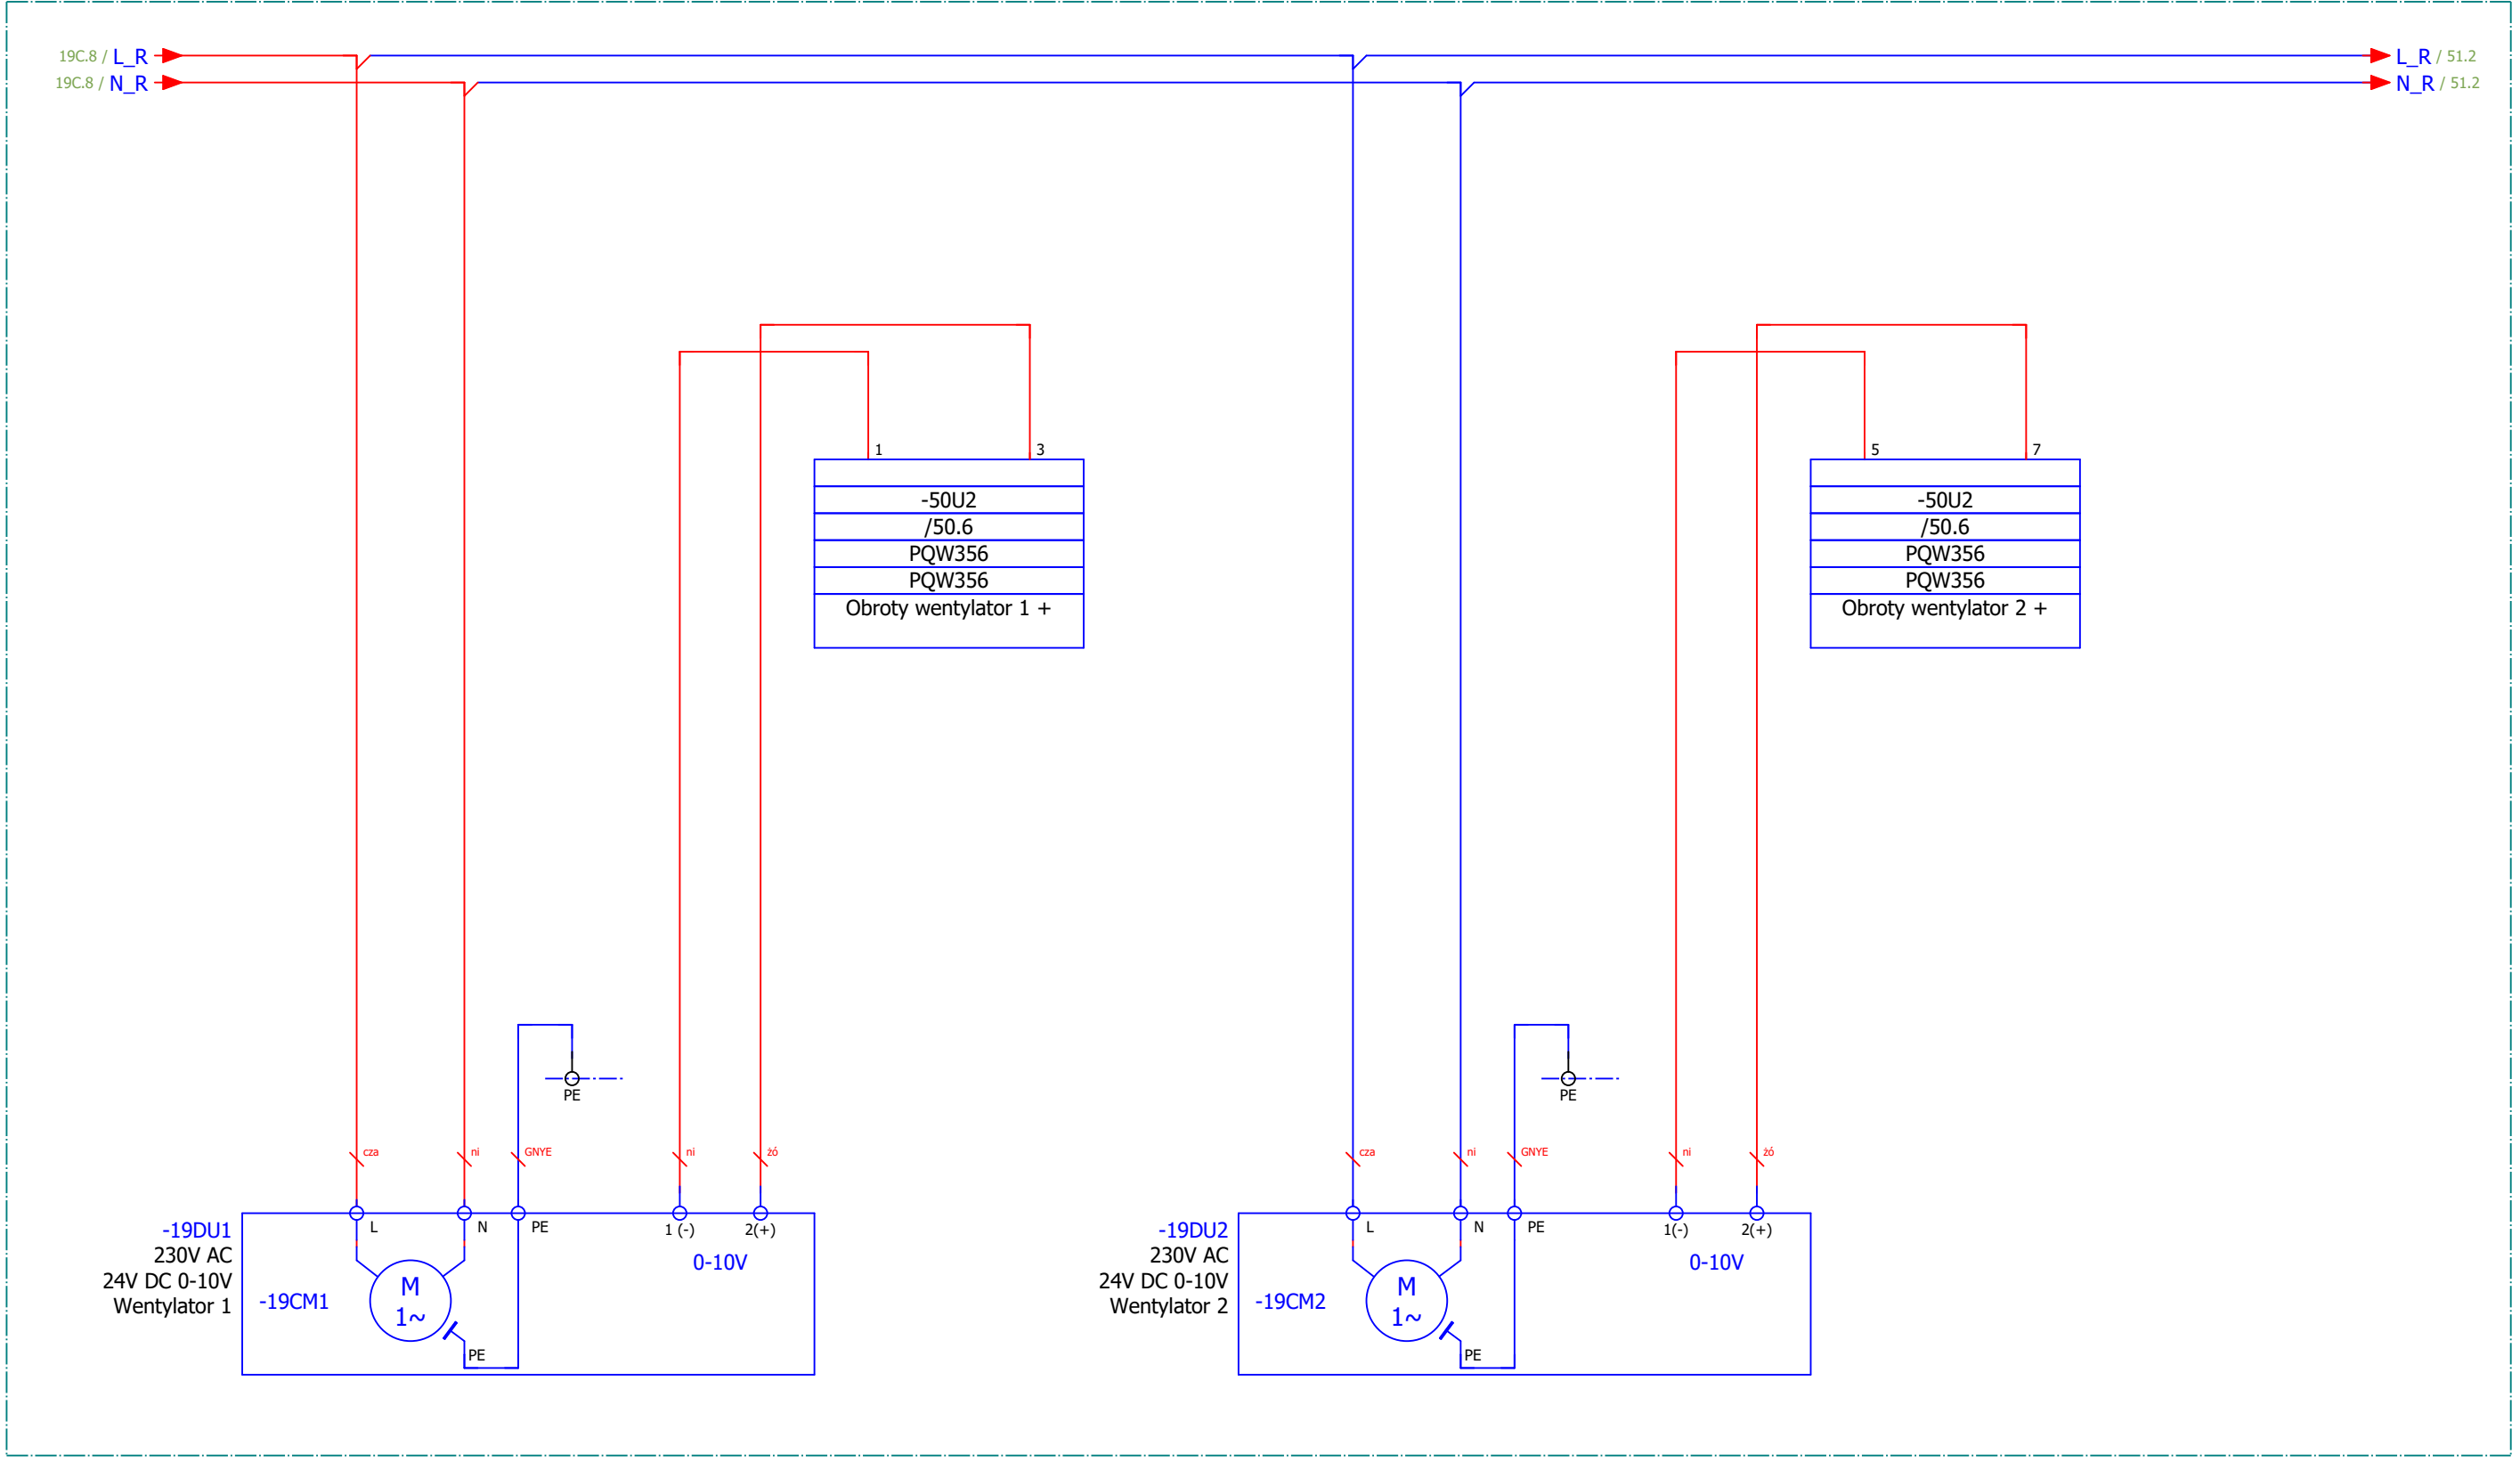 19C.8 / L_R
L_R / 51.2
19C.8 / N_R
N_R / 51.2
1
3
-50U2
/50.6
PQW356
PQW356
Obroty wentylator 1 +
5
7
-50U2
/50.6
PQW356
PQW356
Obroty wentylator 2 +
PE
PE
cza
ni
GNYE
ni
żó
cza
ni
GNYE
ni
żó
-19DU1
230V AC
24V DC 0-10V
Wentylator 1
L
N
PE
1 (-)
2(+)
0-10V
-19CM1
M
1~
PE
-19DU2
230V AC
24V DC 0-10V
Wentylator 2
L
N
PE
1(-)
2(+)
0-10V
-19CM2
M
1~
PE